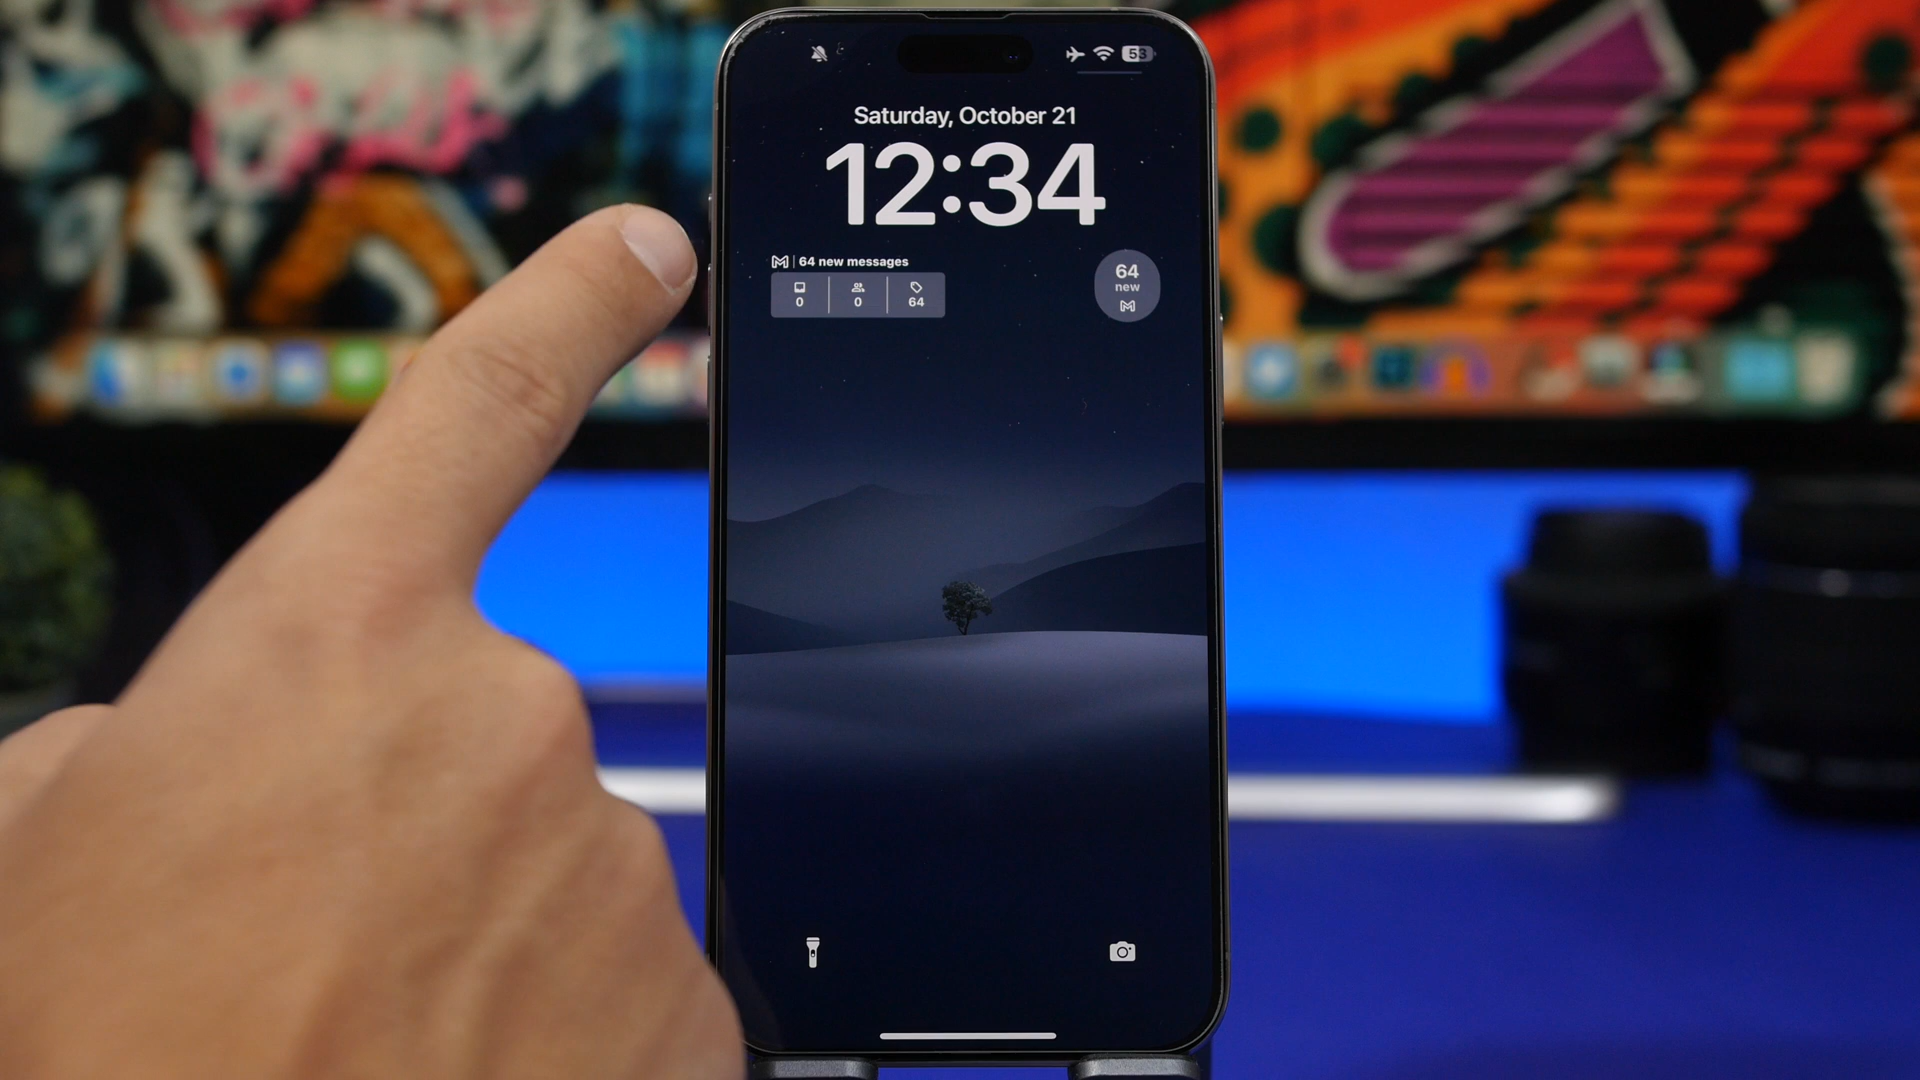 53
Saturday, October 21
12:34
64 new messages
0 0 64
64
new